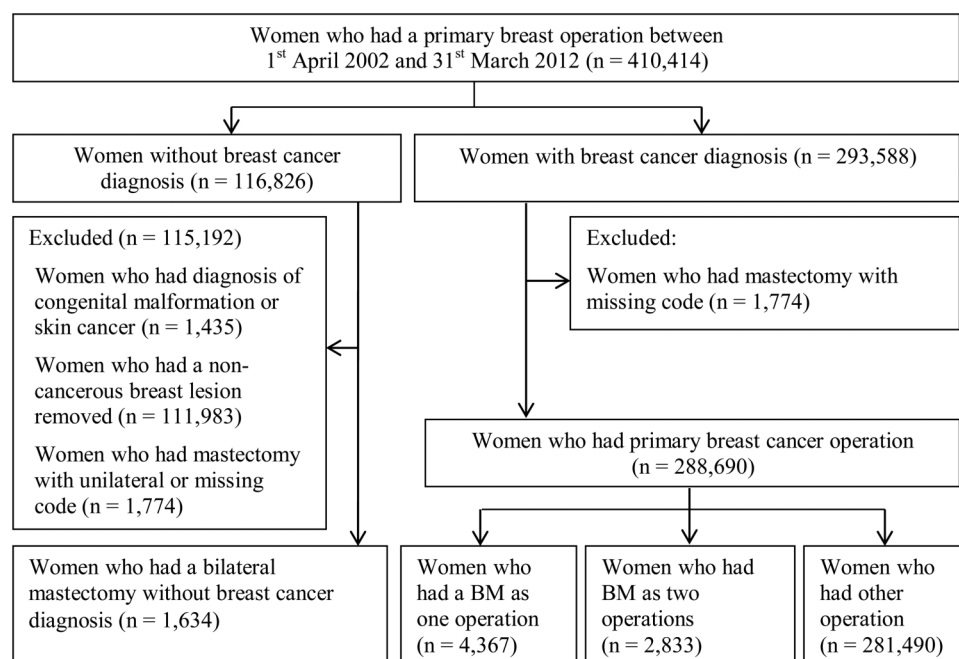 Women who had a primary breast operation between
1st April 2002 and 31st March 2012 (n = 410,414)
Women without breast cancer
diagnosis (n = 116,826)
Women with breast cancer diagnosis (n = 293,588)
Excluded (n = 115,192)
Women who had diagnosis of
congenital malformation or
skin cancer (n = 1,435)
Women who had a non-
cancerous breast lesion
removed (n = 111,983)
Women who had mastectomy
with unilateral or missing
code (n = 1,774)
Excluded:
Women who had mastectomy with
missing code (n = 1,774)
Women who had primary breast cancer operation
(n = 288,690)
Women who had a bilateral
mastectomy without breast cancer
diagnosis (n = 1,634)
Women who
had a BM as
one operation
(n = 4,367)
Women who had
BM as two
operations
(n = 2,833)
Women who
had other
operation
(n = 281,490)